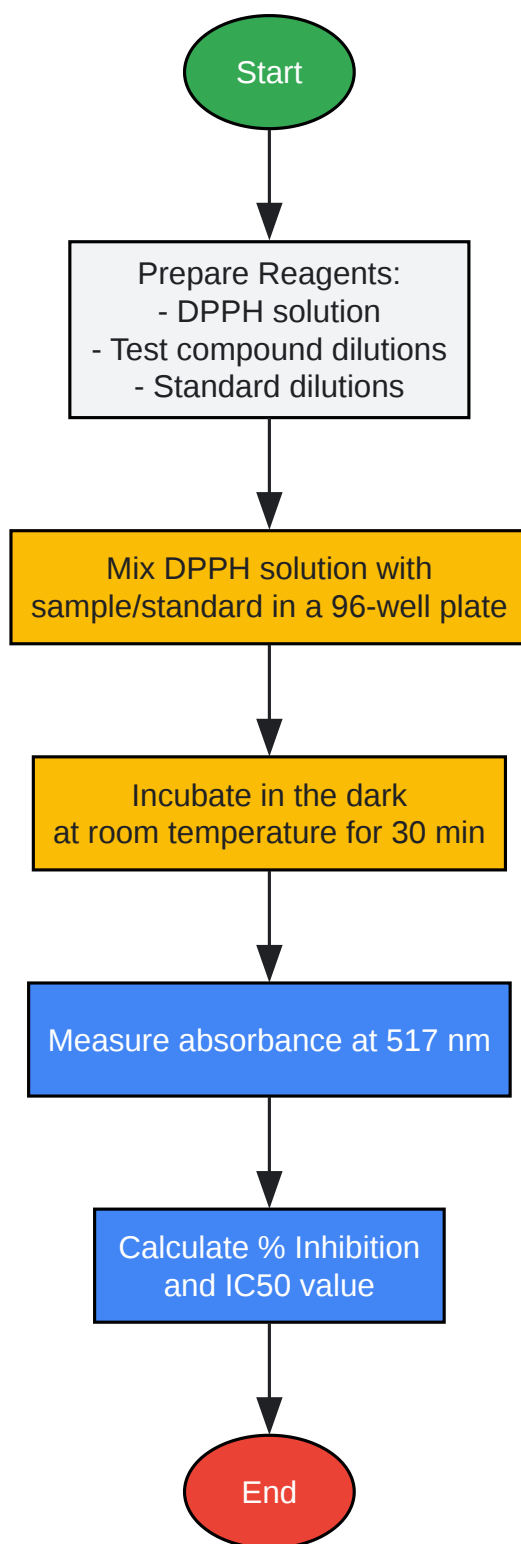 Start
Prepare Reagents:
- DPPH solution
- Test compound dilutions
- Standard dilutions
Mix DPPH solution with
sample/standard in a 96-well plate
Incubate in the dark
at room temperature for 30 min
Measure absorbance at 517 nm
Calculate % Inhibition
and IC50 value
End